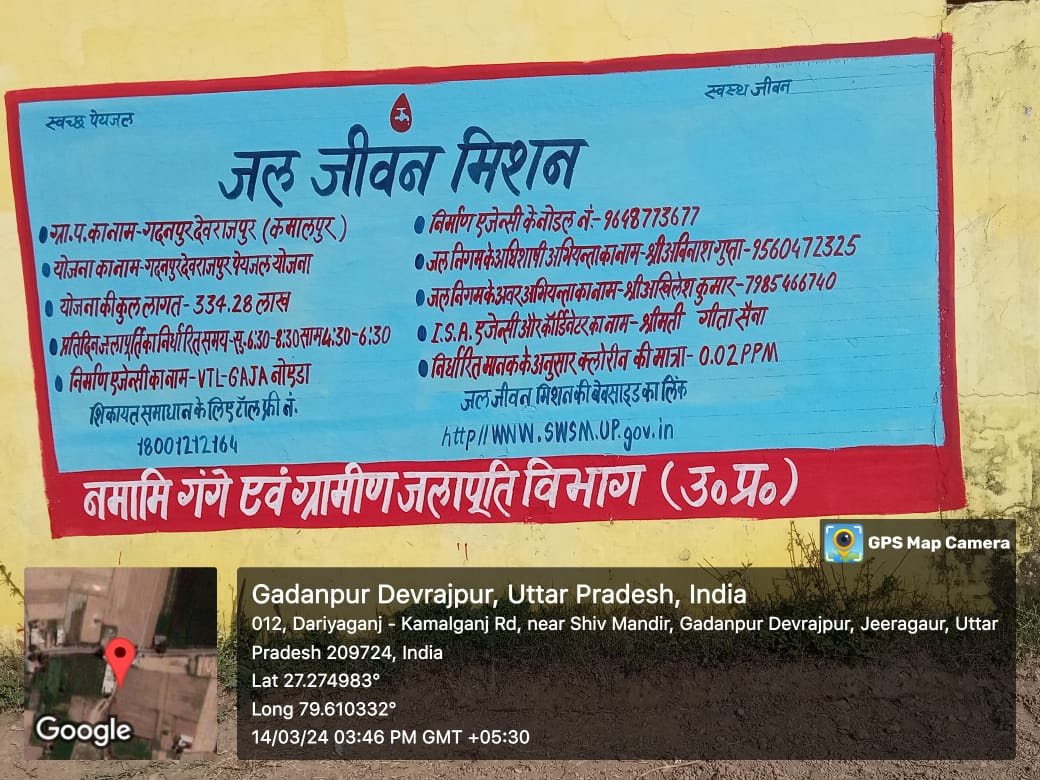 स्वच्छ पेयजल
स्वस्थ जीवन
जल जीवन मिशन
ग्रा.प.का नाम-गदनपुर देवराजपुर (कमालपुर)
योजना का नाम-गदनपुर देवराजपुर पेयजल योजना
योजना की कुल लागत-334.28 लाख
प्रतिदिन जलापूर्ति का निर्धारित समय-सु.-6:30-8:30 साम 4:30-6:30
निर्माण एजेन्सी का नाम-VTL-GAJA नोएडा
शिकायत समाधान के लिए टॉल फ्री नं.
18001212164
निर्माण एजेन्सी के नोडल नं:-9648773677
जल निगम के अधिशाषी अभियन्ता का नाम-श्री अबिनाश गुप्ता-9560472325
जल निगम के अवर अभियन्ता का नाम-श्री अखिलेश कुमार-7985466740
I.S.A. एजेन्सी और कॉर्डिनेटर का नाम-श्रीमती गीता सैना
निर्धारित मानक के अनुसार क्लोरीन की मात्रा-0.02 PPM
जल जीवन मिशन की बेबसाइड का लिंक
http//WWW.SWSM.UP.gov.in
नमामि गंगे एवं ग्रामीण जलापूति विभाग (उ०प्र०)
GPS Map Camera
Gadanpur Devrajpur, Uttar Pradesh, India
012, Dariyaganj - Kamalganj Rd, near Shiv Mandir, Gadanpur Devrajpur, Jeeragaur, Uttar
Pradesh 209724, India
Lat 27.274983°
Long 79.610332°
14/03/24 03:46 PM GMT +05:30
Google